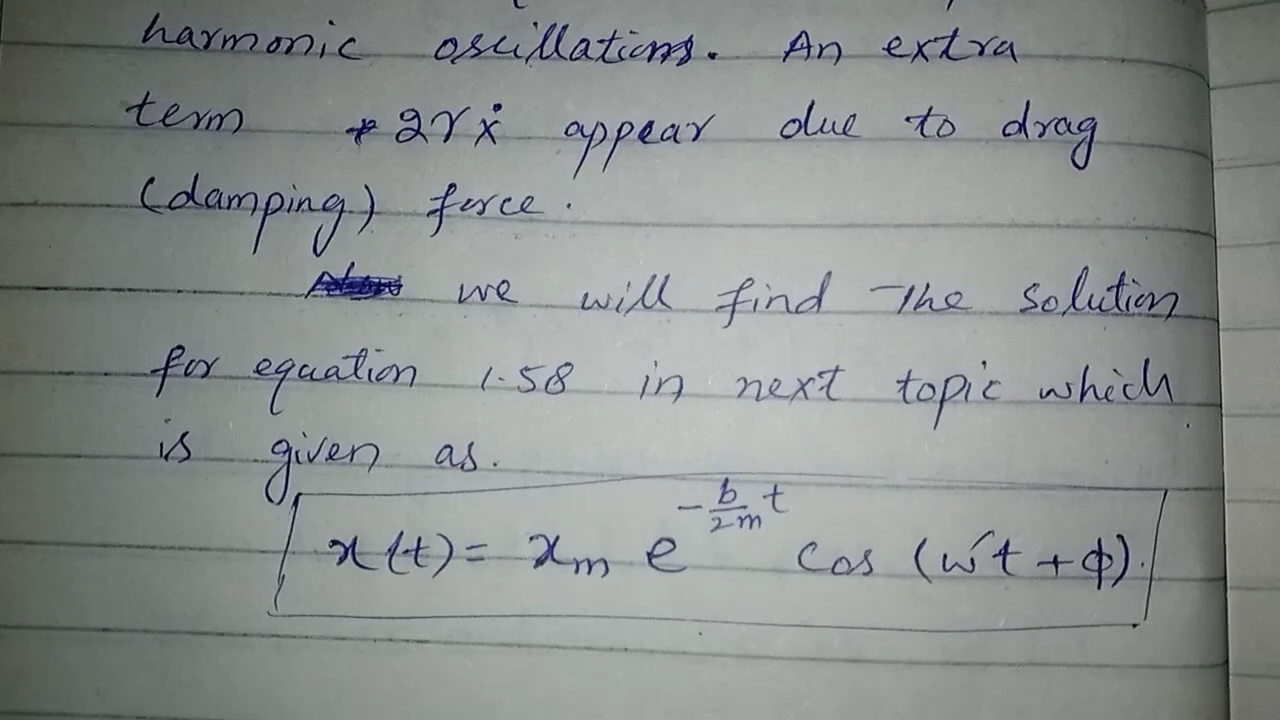 harmonic oscillations. An extra
term +2rẋ appear due to drag
(damping) force.
we will find the solution
for equation 1.58 in next topic which
is given as.
x(t) = xₘ e^(-b/2m t) cos (ω't + φ).